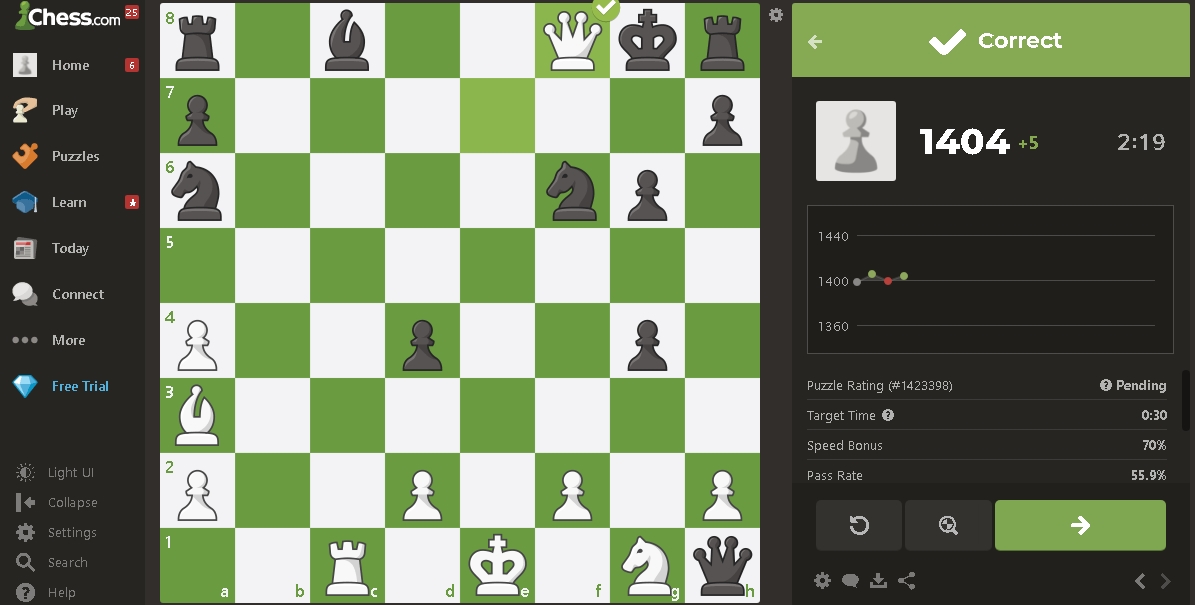 Chess.com 25
Home 6
Play
Puzzles
Learn
Today
Connect
More
Free Trial
Light UI
Collapse
Settings
Search
Help
8
7
6
5
4
3
2
1
a b c d e f g h
Correct
1404 +5 2:19
1440
1400
1360
Puzzle Rating (#1423398) ? Pending
Target Time ? 0:30
Speed Bonus 70%
Pass Rate 55.9%
?